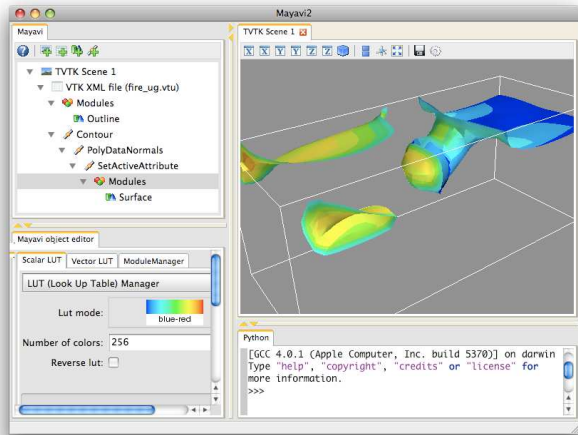 Mayavi2
Mayavi
TVTK Scene 1
VTK XML file (fire_ug.vtu)
Modules
Outline
Contour
PolyDataNormals
SetActiveAttribute
Modules
Surface
Mayavi object editor
Scalar LUT Vector LUT ModuleManager
LUT (Look Up Table) Manager
Lut mode:
blue-red
Number of colors: 256
Reverse lut:
TVTK Scene 1
X X Y Y Z Z
Python
[GCC 4.0.1 (Apple Computer, Inc. build 5370)] on darwin
Type "help", "copyright", "credits" or "license" for
more information.
>>>